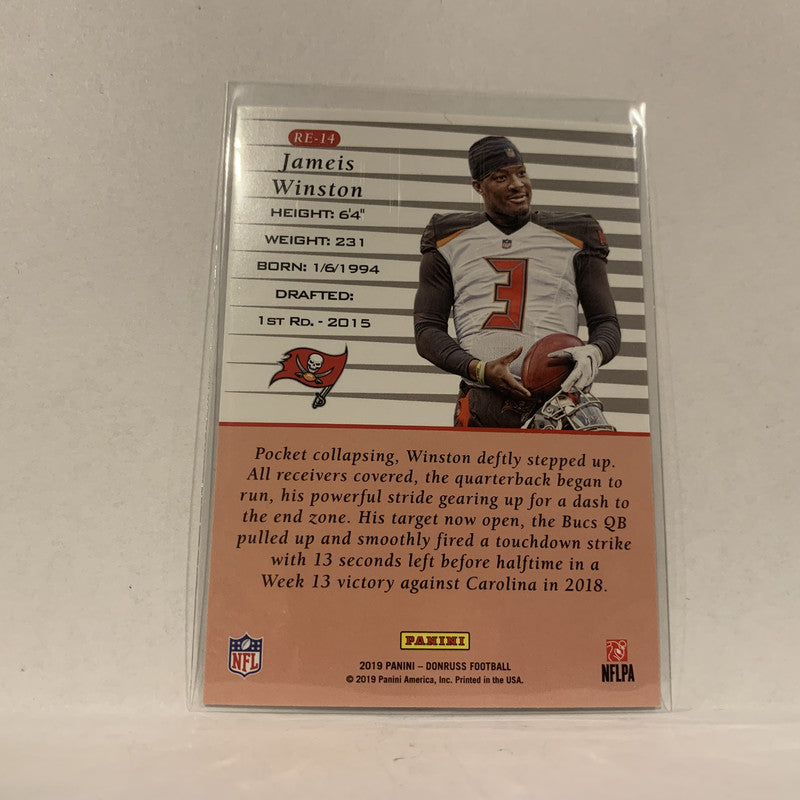 RE-14
Jameis
Winston
HEIGHT: 6'4"
WEIGHT: 231
BORN: 1/6/1994
DRAFTED:
1ST RD. - 2015
3
Pocket collapsing, Winston deftly stepped up.
All receivers covered, the quarterback began to
run, his powerful stride gearing up for a dash to
the end zone. His target now open, the Bucs QB
pulled up and smoothly fired a touchdown strike
with 13 seconds left before halftime in a
Week 13 victory against Carolina in 2018.
PANINI
NFL
2019 PANINI – DONRUSS FOOTBALL
© 2019 Panini America, Inc. Printed in the USA.
NFLPA